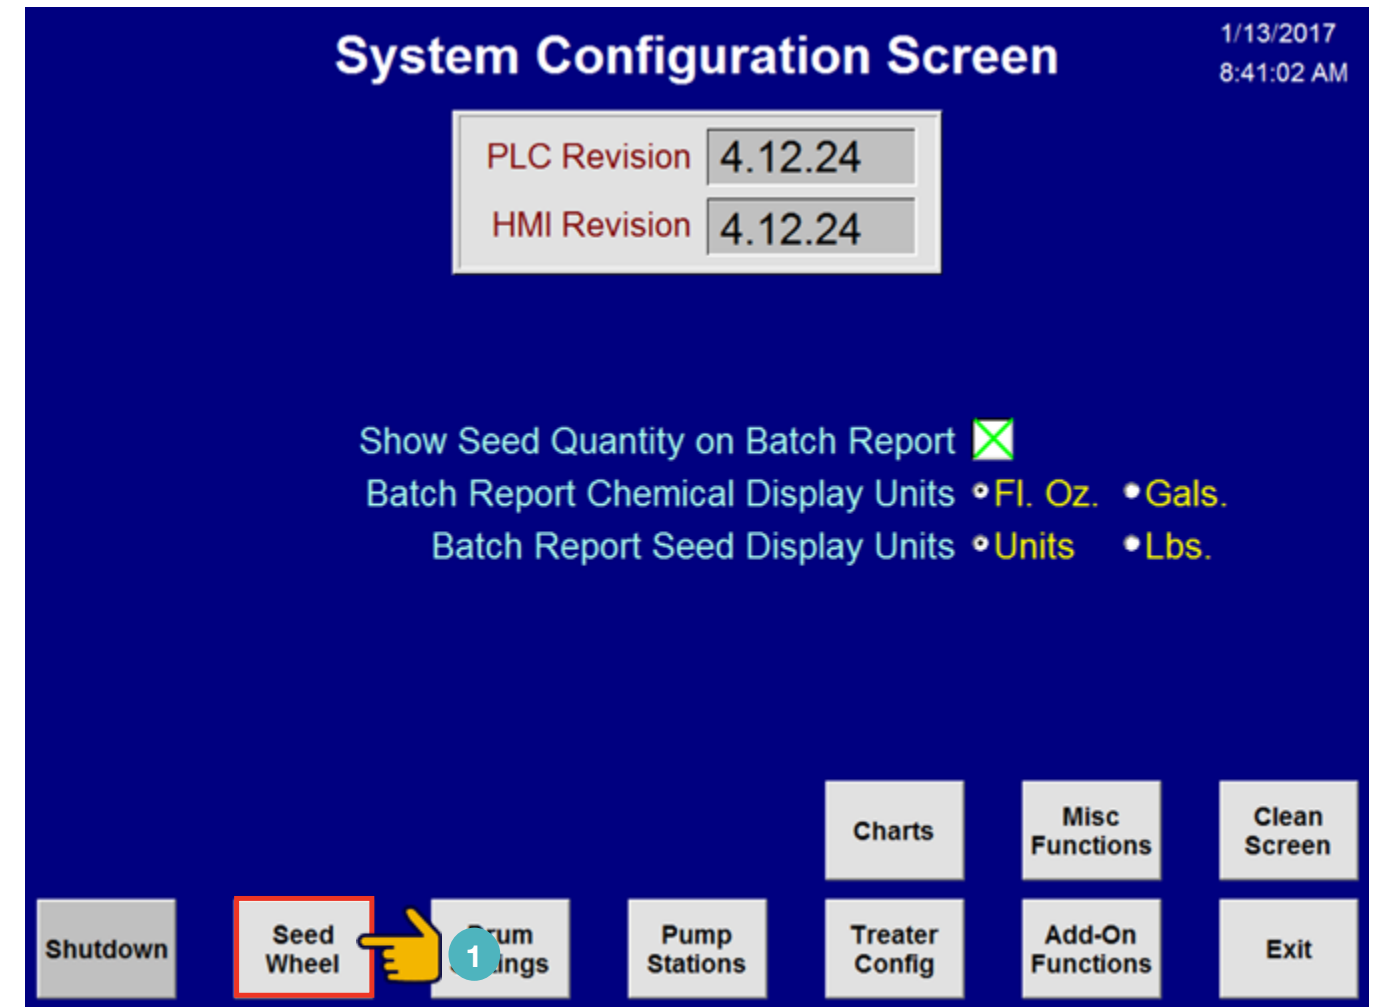 System Configuration Screen
1/13/2017
8:41:02 AM
PLC Revision 4.12.24
HMI Revision 4.12.24
Show Seed Quantity on Batch Report
Batch Report Chemical Display Units Fl. Oz. Gals.
Batch Report Seed Display Units Units Lbs.
Charts
Misc
Functions
Clean
Screen
Shutdown
Seed
Wheel
1
Pump
Stations
Treater
Config
Add-On
Functions
Exit